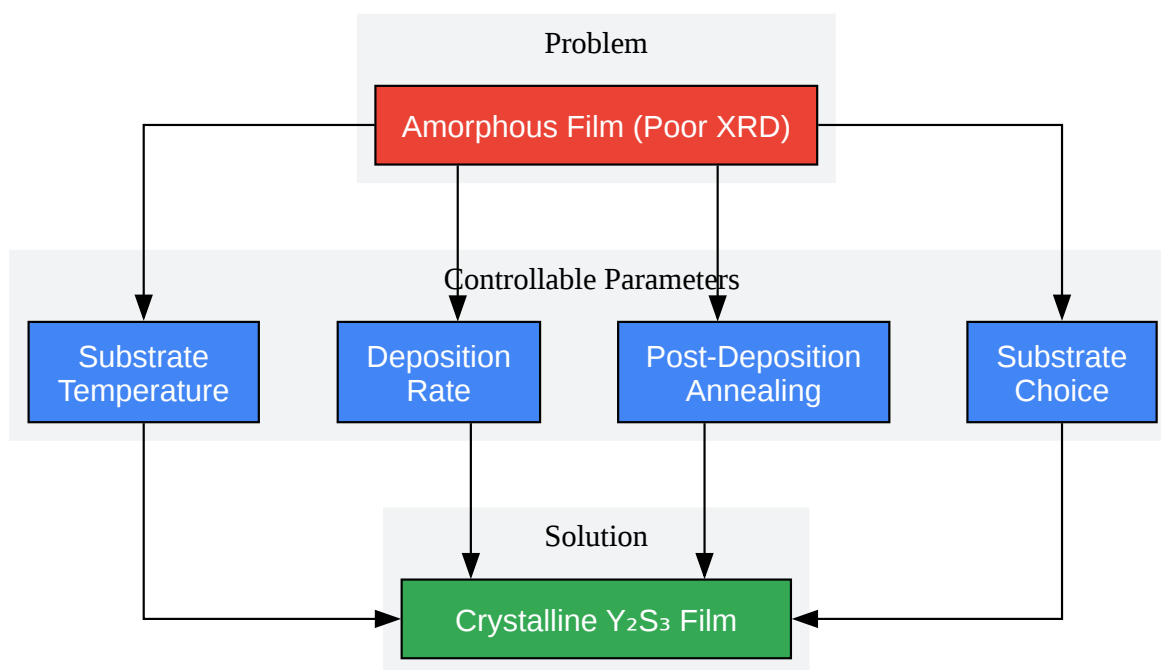 Problem
Amorphous Film (Poor XRD)
Controllable Parameters
Substrate
Temperature
Deposition
Rate
Post-Deposition
Annealing
Substrate
Choice
Solution
Crystalline Y₂S₃ Film